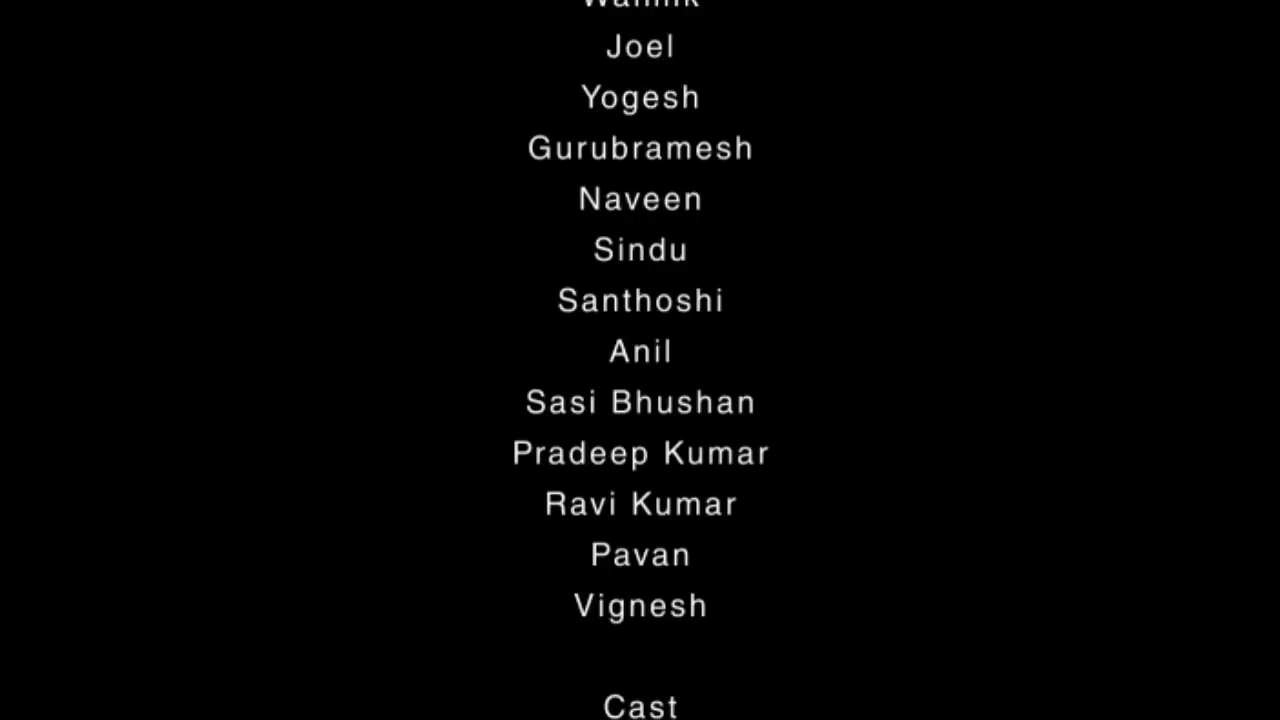 Joel
Yogesh
Gurubramesh
Naveen
Sindu
Santhoshi
Anil
Sasi Bhushan
Pradeep Kumar
Ravi Kumar
Pavan
Vignesh
Cast